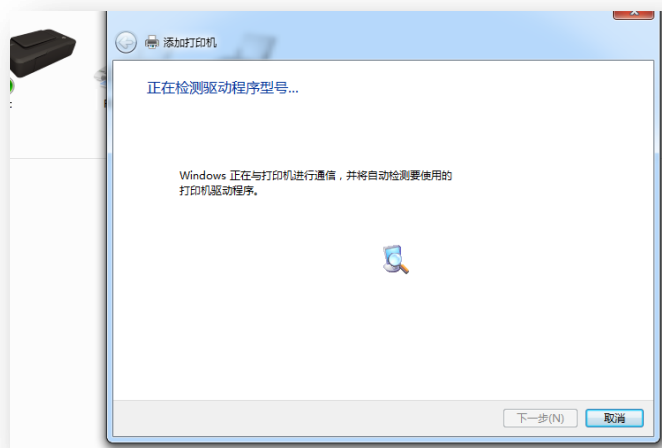 添加打印机
正在检测驱动程序型号...
Windows 正在与打印机进行通信，并将自动检测要使用的
打印机驱动程序。
下一步(N)
取消